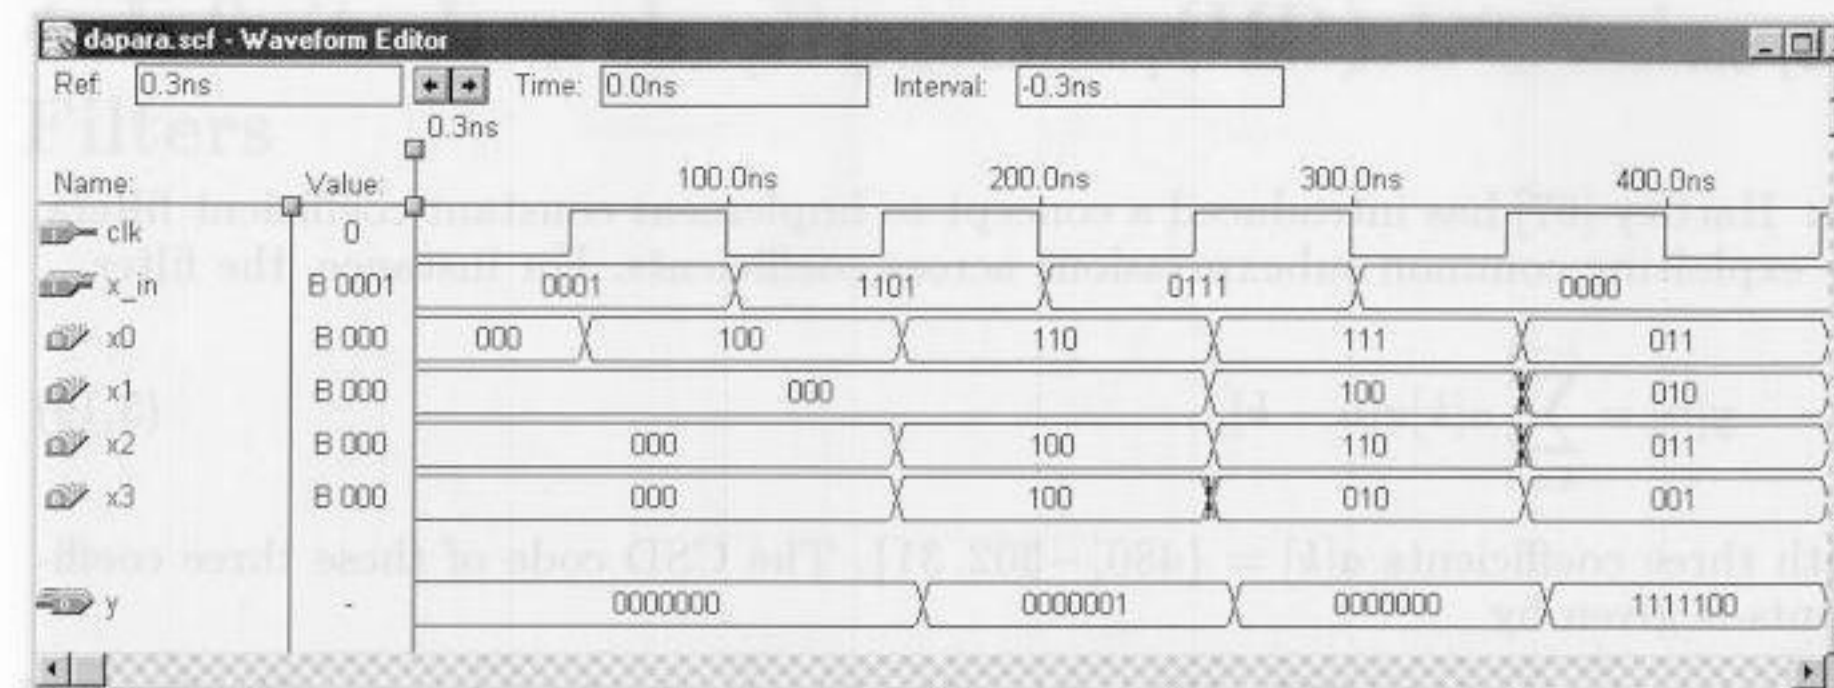 dapara.scf - Waveform Editor
Ref: 0.3ns Time: 0.0ns Interval: -0.3ns
0.3ns
Name: Value: 100.0ns 200.0ns 300.0ns 400.0ns
clk 0
x_in B 0001 0001 1101 0111 0000
x0 B 000 000 100 110 111 011
x1 B 000 000 100 010
x2 B 000 000 100 110 011
x3 B 000 000 100 010 001
y - 0000000 0000001 0000000 1111100